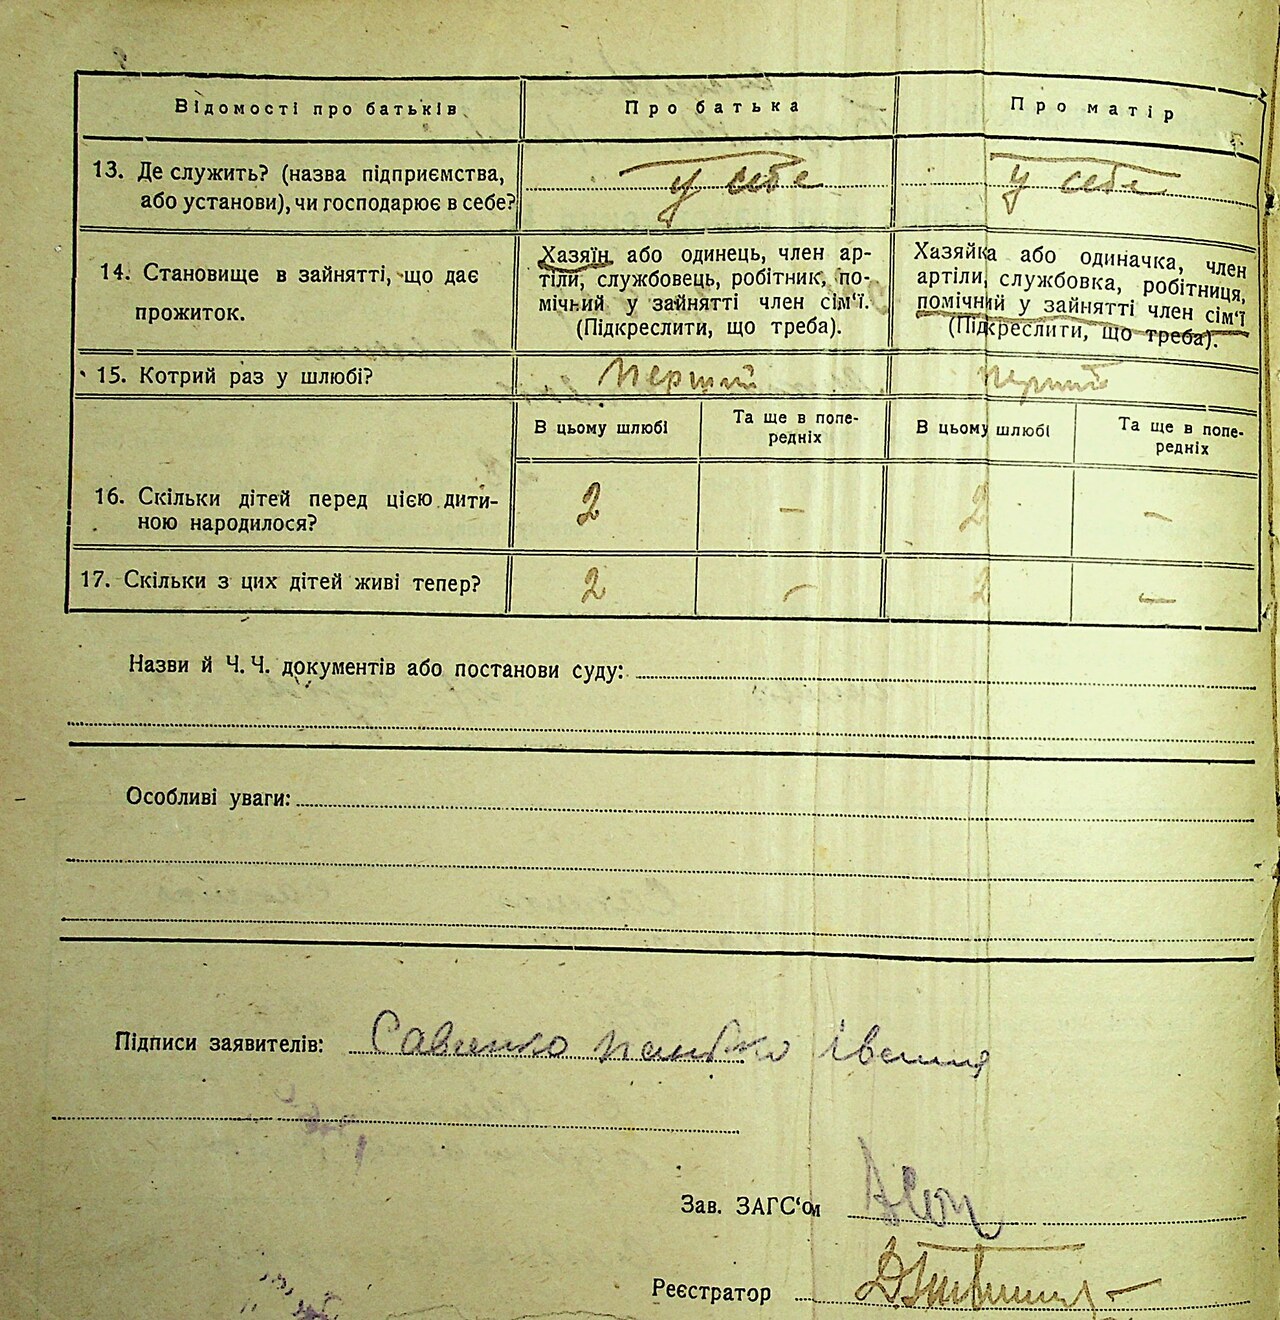 Відомості про батьків Про батька Про матір
13. Де служить? (назва підприємства, або установи), чи господарює в себе? У себе У себе
14. Становище в зайнятті, що дає прожиток.
Хазяїн або одинець, член ар-
тілі, службовець, робітник, по-
мічний у зайнятті член сім'ї.
(Підкреслити, що треба).
Хазяйка або одиначка, член
артілі, службовка, робітниця,
помічний у зайнятті член сім'ї
(Підкреслити, що треба).
15. Котрий раз у шлюбі? перший перший
В цьому шлюбі Та ще в попе-
редніх В цьому шлюбі Та ще в попе-
редніх
16. Скільки дітей перед цією дити-
ною народилося? 2 – 2 –
17. Скільки з цих дітей живі тепер? 2 – 2 –
Назви й Ч. Ч. документів або постанови суду:
Особливі уваги:
Підписи заявителів: Савенко
Зав. ЗАГС'ом
Реєстратор